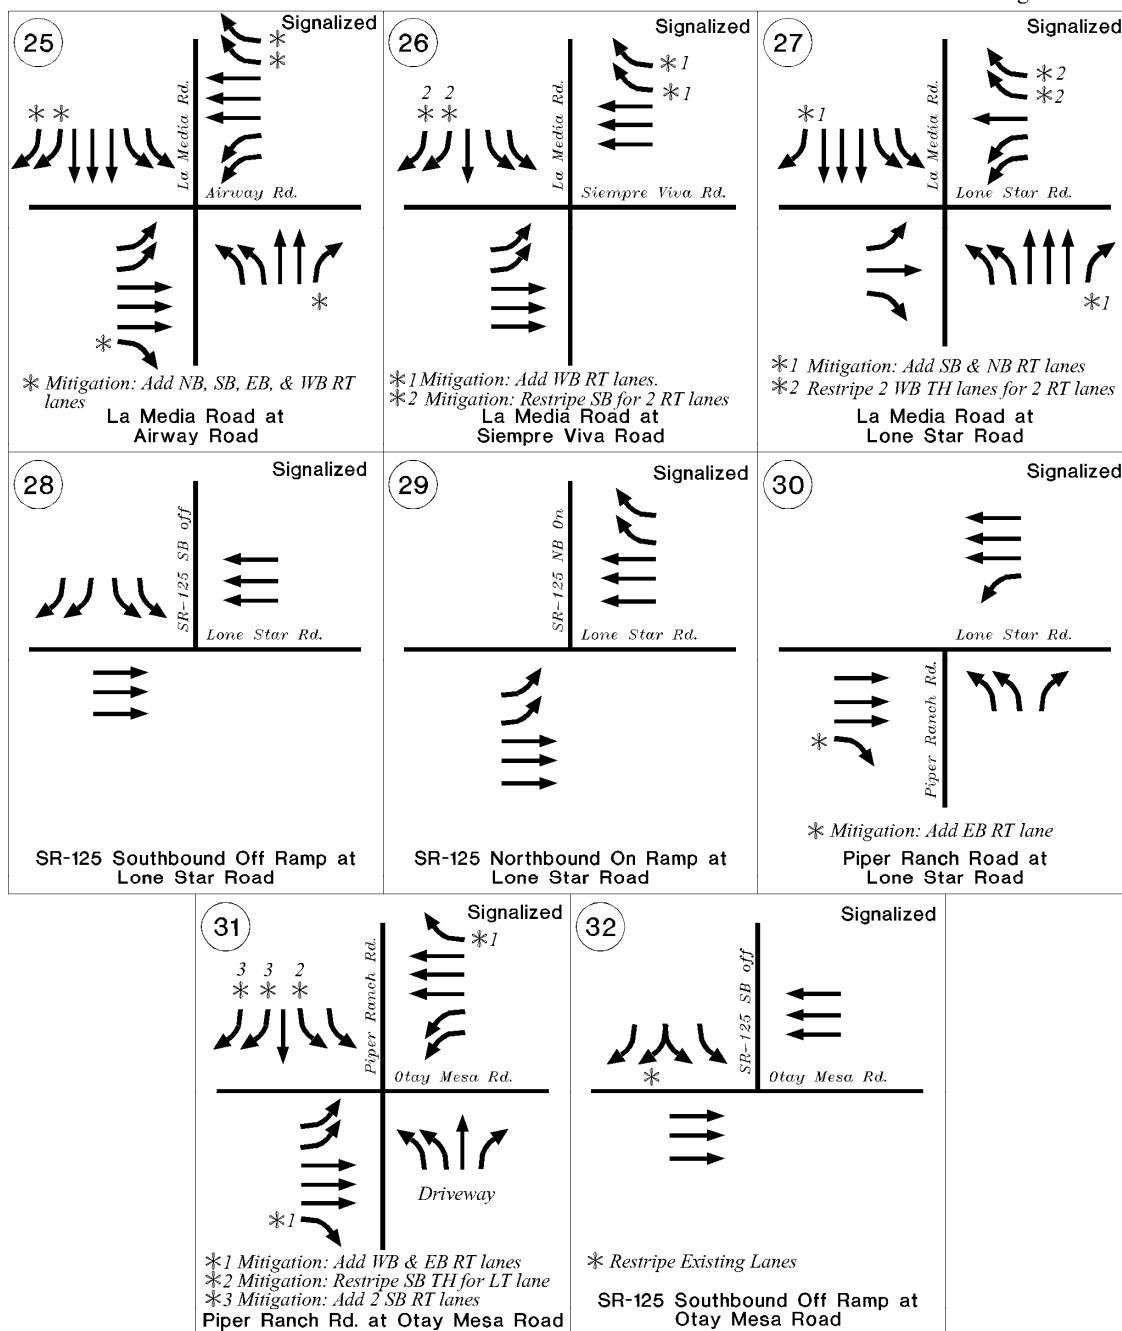 25
Signalized
*
*
* *
La Media Rd.
Airway Rd.
*
*
* Mitigation: Add NB, SB, EB, & WB RT
lanes
La Media Road at
Airway Road
26
Signalized
*1
*1
2 2
* *
La Media Rd.
Siempre Viva Rd.
*1 Mitigation: Add WB RT lanes.
*2 Mitigation: Restripe SB for 2 RT lanes
La Media Road at
Siempre Viva Road
27
Signalized
*2
*2
*1
La Media Rd.
Lone Star Rd.
*1
*1 Mitigation: Add SB & NB RT lanes
*2 Restripe 2 WB TH lanes for 2 RT lanes
La Media Road at
Lone Star Road
28
Signalized
SR-125 SB off
Lone Star Rd.
SR-125 Southbound Off Ramp at
Lone Star Road
29
Signalized
SR-125 NB On
Lone Star Rd.
SR-125 Northbound On Ramp at
Lone Star Road
30
Signalized
Lone Star Rd.
Piper Ranch Rd.
*
* Mitigation: Add EB RT lane
Piper Ranch Road at
Lone Star Road
31
Signalized
*1
3 3 2
* * *
Piper Ranch Rd.
Otay Mesa Rd.
Driveway
*1
*1 Mitigation: Add WB & EB RT lanes
*2 Mitigation: Restripe SB TH for LT lane
*3 Mitigation: Add 2 SB RT lanes
Piper Ranch Rd. at Otay Mesa Road
32
Signalized
SR-125 SB off
*
Otay Mesa Rd.
* Restripe Existing Lanes
SR-125 Southbound Off Ramp at
Otay Mesa Road